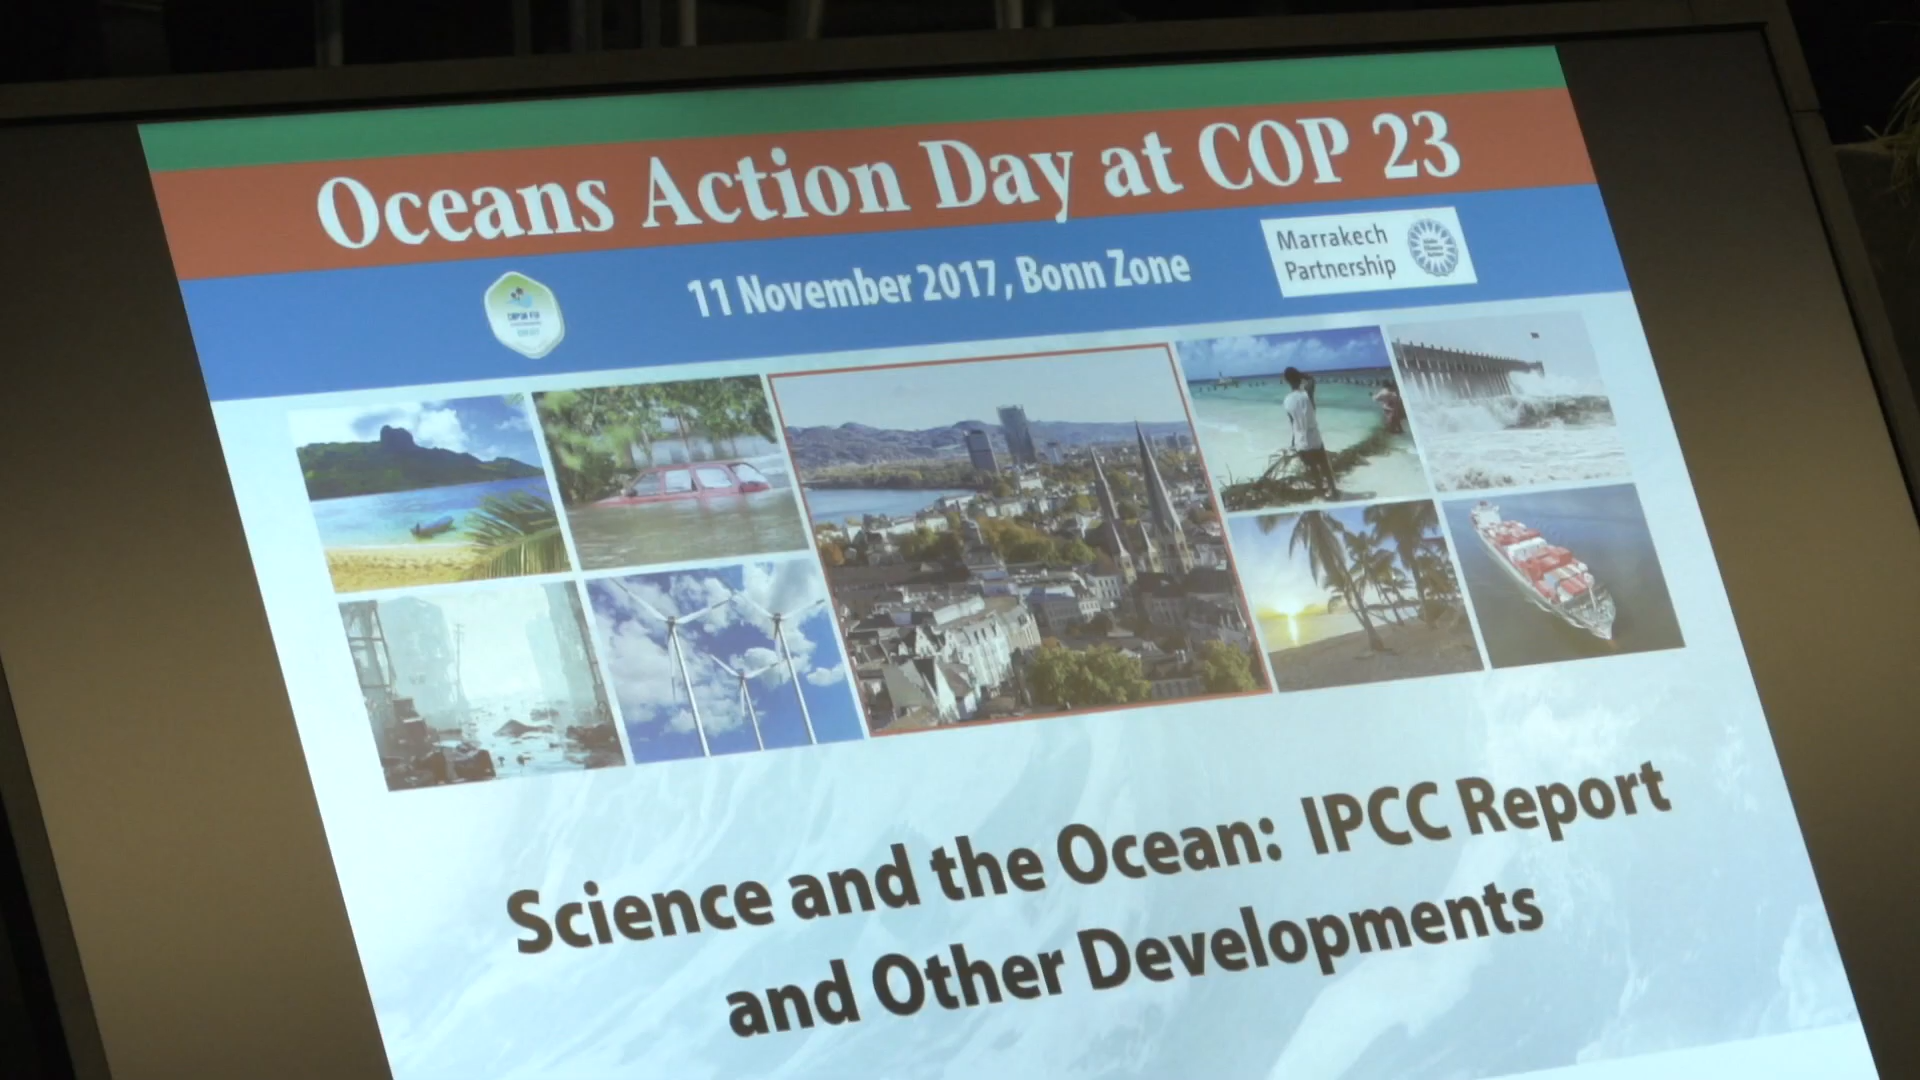 Oceans Action Day at COP 23
11 November 2017, Bonn Zone
Marrakech
Partnership
Science and the Ocean: IPCC Report
and Other Developments